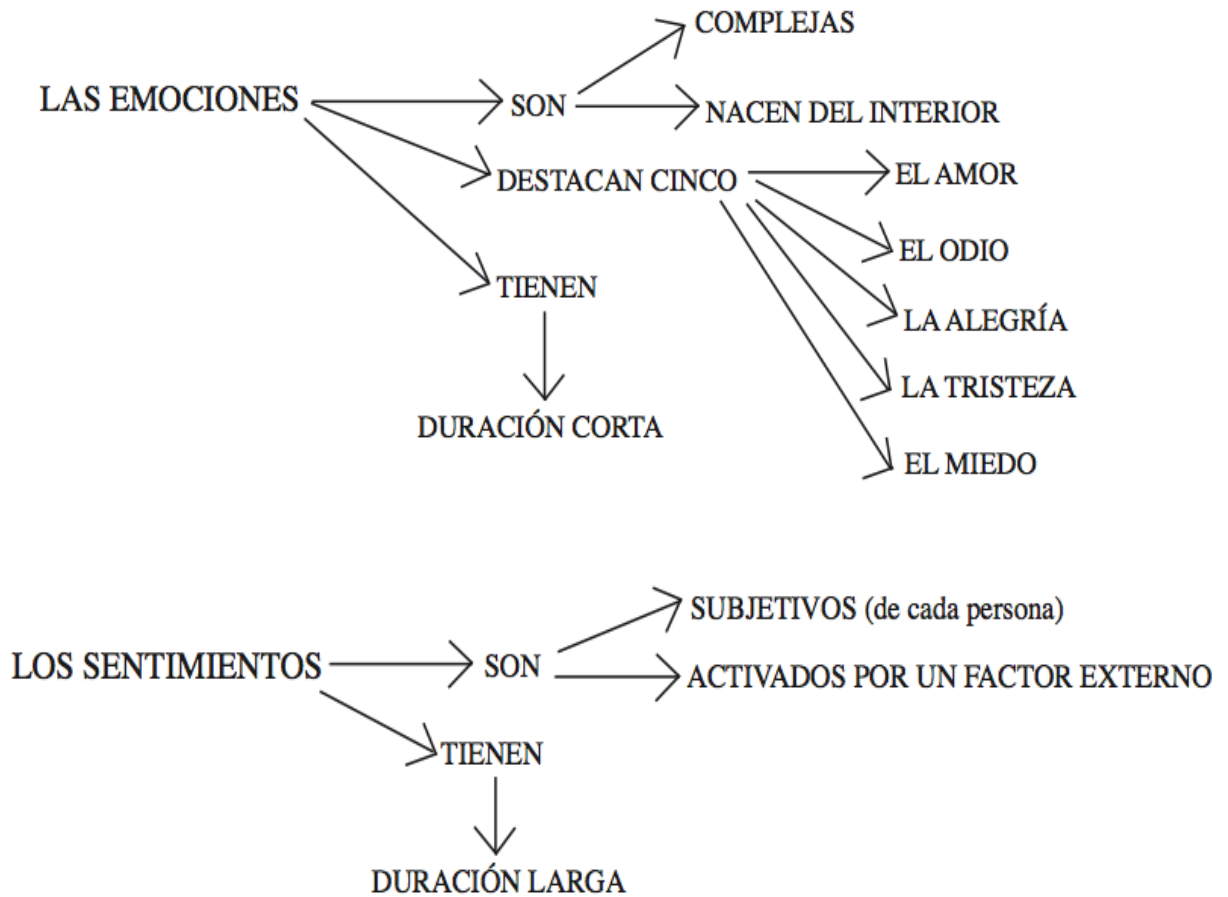 COMPLEJAS
LAS EMOCIONES
SON
NACEN DEL INTERIOR
DESTACAN CINCO
EL AMOR
EL ODIO
TIENEN
LA ALEGRÍA
LA TRISTEZA
DURACIÓN CORTA
EL MIEDO
SUBJETIVOS (de cada persona)
LOS SENTIMIENTOS
SON
ACTIVADOS POR UN FACTOR EXTERNO
TIENEN
DURACIÓN LARGA